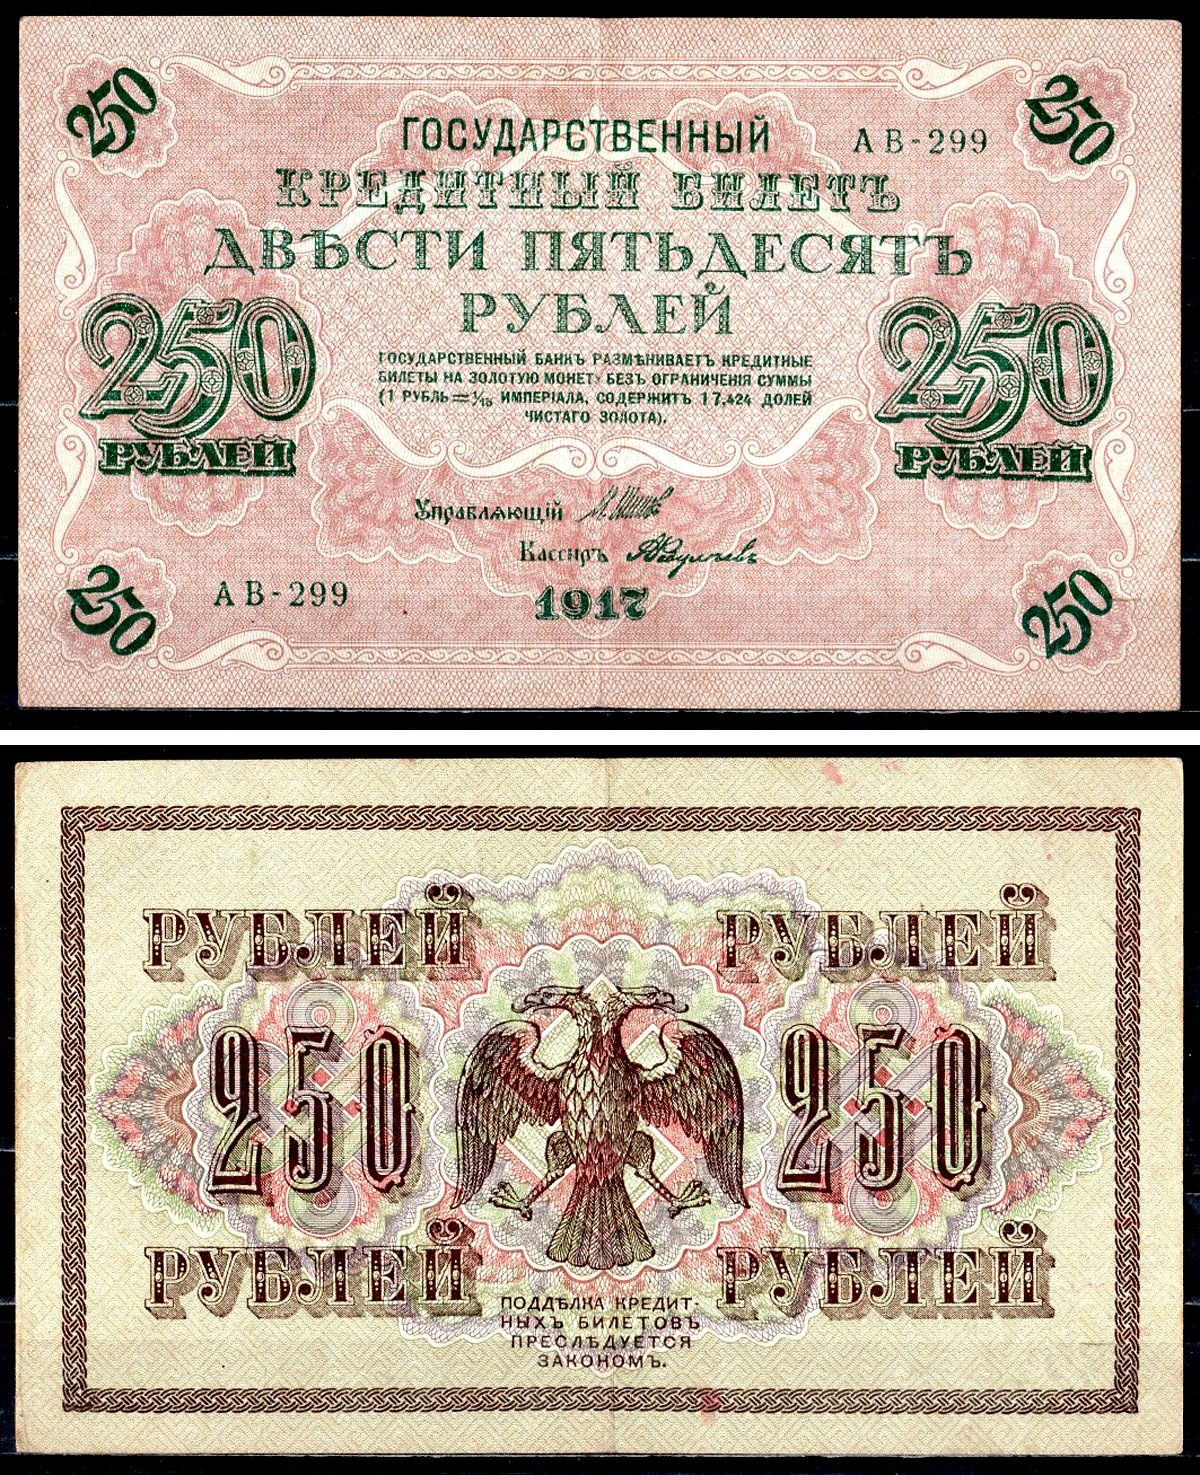 250
250
ГОСУДАРСТВЕННЫЙ
АВ-299
КРЕДИТНЫЙ БИЛЕТЪ
ДВѢСТИ ПЯТЬДЕСЯТЪ
РУБЛЕЙ
250
РУБЛЕЙ
250
РУБЛЕЙ
ГОСУДАРСТВЕННЫЙ БАНКЪ РАЗМѢНИВАЕТЪ КРЕДИТНЫЕ
БИЛЕТЫ НА ЗОЛОТУЮ МОНЕТУ БЕЗЪ ОГРАНИЧЕНІЯ СУММЫ
(1 РУБЛЬ = 1/15 ИМПЕРІАЛА, СОДЕРЖИТЪ 17,424 ДОЛЕЙ
ЧИСТАГО ЗОЛОТА).
Управляющій
Кассиръ
АВ-299
1917
250
250
РУБЛЕЙ РУБЛЕЙ
250 250
РУБЛЕЙ РУБЛЕЙ
ПОДДѢЛКА КРЕДИТ-
НЫХЪ БИЛЕТОВЪ
ПРЕСЛѢДУЕТСЯ
ЗАКОНОМЪ.